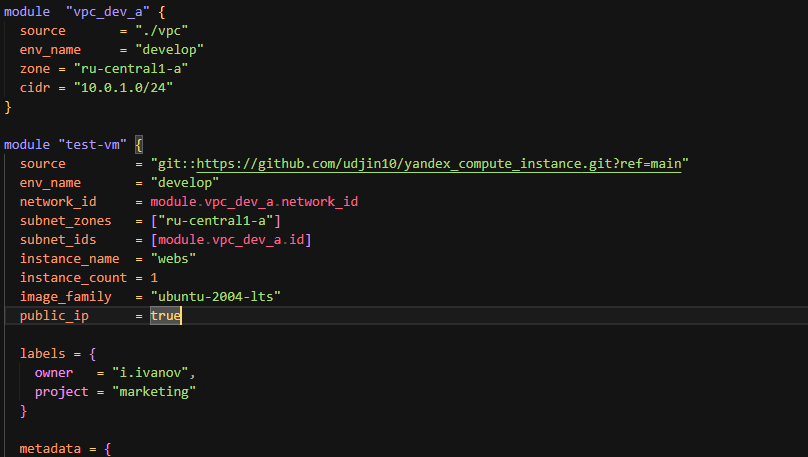 module  "vpc_dev_a" {
  source       = "./vpc"
  env_name     = "develop"
  zone = "ru-central1-a"
  cidr = "10.0.1.0/24"
}
module "test-vm" {
  source         = "git::https://github.com/udjin10/yandex_compute_instance.git?ref=main"
  env_name       = "develop"
  network_id     = module.vpc_dev_a.network_id
  subnet_zones   = ["ru-central1-a"]
  subnet_ids     = [module.vpc_dev_a.id]
  instance_name  = "webs"
  instance_count = 1
  image_family   = "ubuntu-2004-lts"
  public_ip      = true
  labels = {
    owner   = "i.ivanov",
    project = "marketing"
  }
  metadata = {